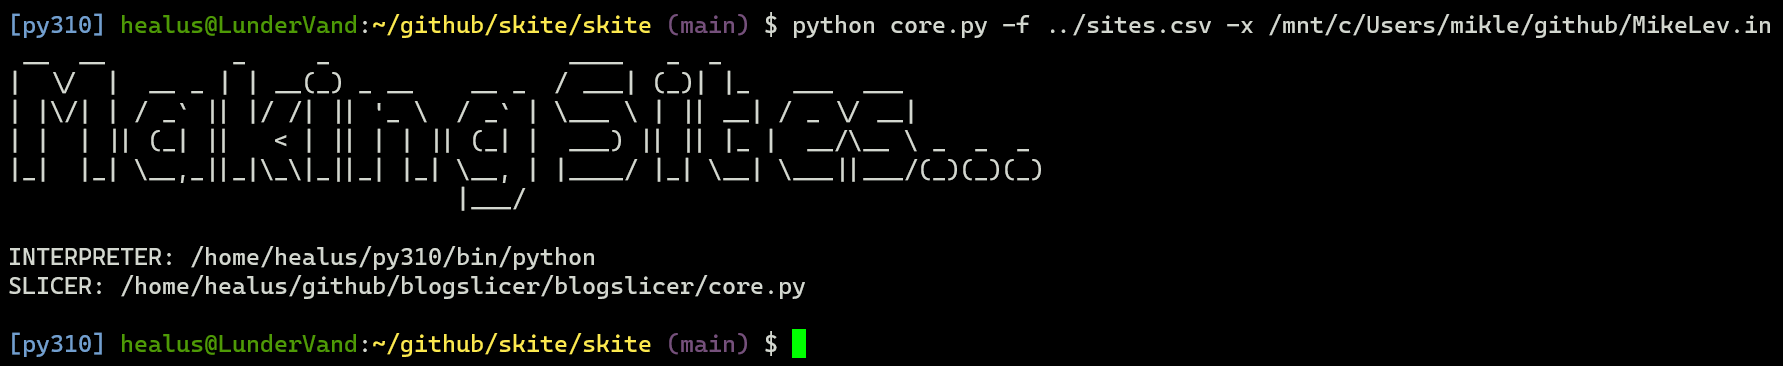 [py310] healus@LunderVand:~/github/skite/skite (main) $ python core.py -f ../sites.csv -x /mnt/c/Users/mikle/github/MikeLev.in
Making Sites...
INTERPRETER: /home/healus/py310/bin/python
SLICER: /home/healus/github/blogslicer/blogslicer/core.py
[py310] healus@LunderVand:~/github/skite/skite (main) $